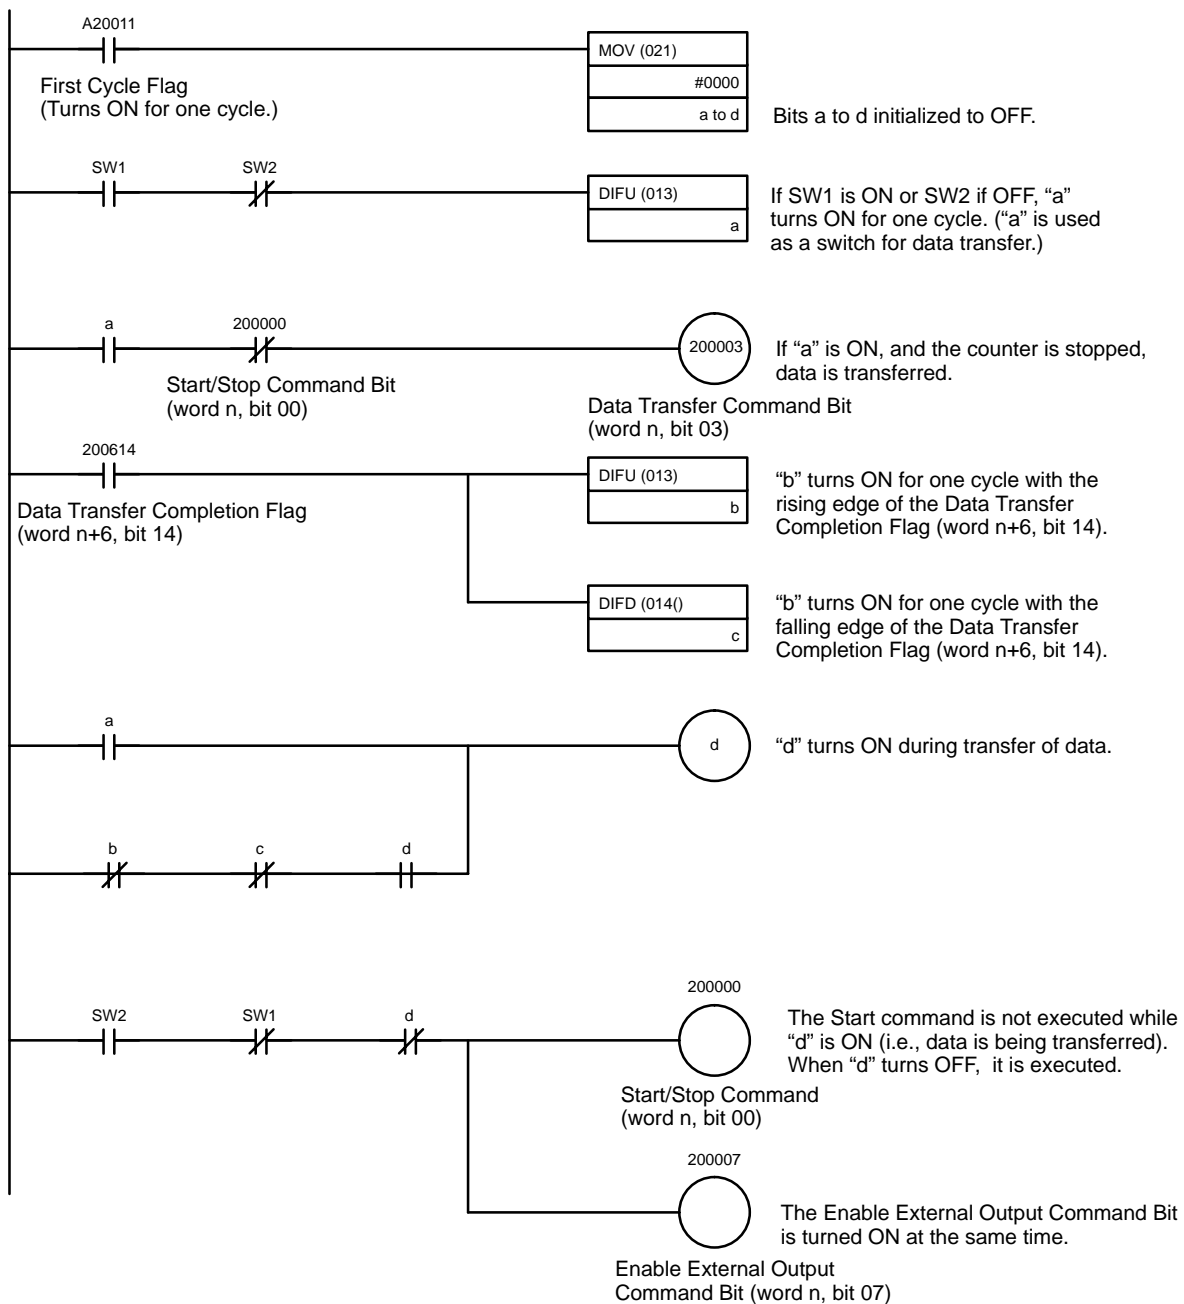 A20011
First Cycle Flag
(Turns ON for one cycle.)
MOV (021)
#0000
a to d
Bits a to d initialized to OFF.
SW1
SW2
DIFU (013)
a
If SW1 is ON or SW2 if OFF, “a”
turns ON for one cycle. (“a” is used
as a switch for data transfer.)
a
200000
Start/Stop Command Bit
(word n, bit 00)
200003
Data Transfer Command Bit
(word n, bit 03)
If “a” is ON, and the counter is stopped,
data is transferred.
200614
Data Transfer Completion Flag
(word n+6, bit 14)
DIFU (013)
b
“b” turns ON for one cycle with the
rising edge of the Data Transfer
Completion Flag (word n+6, bit 14).
DIFD (014()
c
“b” turns ON for one cycle with the
falling edge of the Data Transfer
Completion Flag (word n+6, bit 14).
a
d
“d” turns ON during transfer of data.
b
c
d
SW2
SW1
d
200000
Start/Stop Command
(word n, bit 00)
The Start command is not executed while
“d” is ON (i.e., data is being transferred).
When “d” turns OFF,  it is executed.
200007
Enable External Output
Command Bit (word n, bit 07)
The Enable External Output Command Bit
is turned ON at the same time.